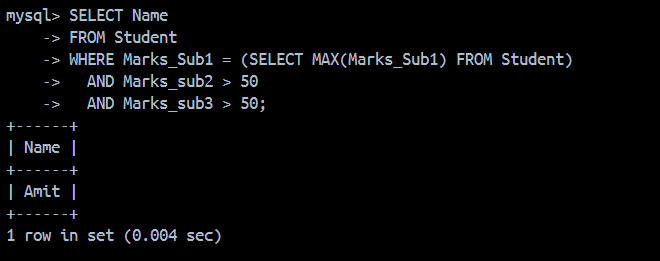 mysql> SELECT Name
    -> FROM Student
    -> WHERE Marks_Sub1 = (SELECT MAX(Marks_Sub1) FROM Student)
    ->   AND Marks_sub2 > 50
    ->   AND Marks_sub3 > 50;
+------+
| Name |
+------+
| Amit |
+------+
1 row in set (0.004 sec)